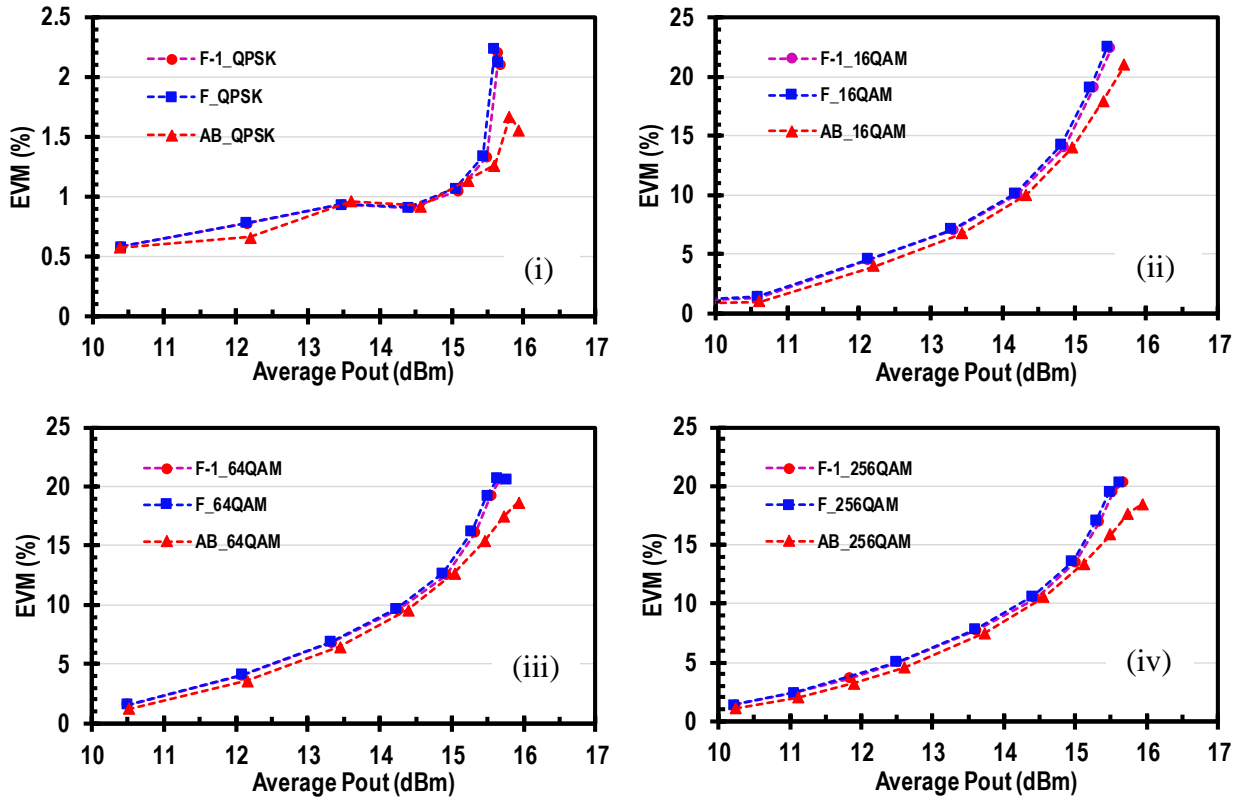 2.5
2
1.5
1
0.5
0
EVM (%)
F-1_QPSK
F_QPSK
AB_QPSK
(i)
10 11 12 13 14 15 16 17
Average Pout (dBm)
25
20
15
10
5
0
EVM (%)
F-1_16QAM
F_16QAM
AB_16QAM
(ii)
10 11 12 13 14 15 16 17
Average Pout (dBm)
25
20
15
10
5
0
EVM (%)
F-1_64QAM
F_64QAM
AB_64QAM
(iii)
10 11 12 13 14 15 16 17
Average Pout (dBm)
25
20
15
10
5
0
EVM (%)
F-1_256QAM
F_256QAM
AB_256QAM
(iv)
10 11 12 13 14 15 16 17
Average Pout (dBm)